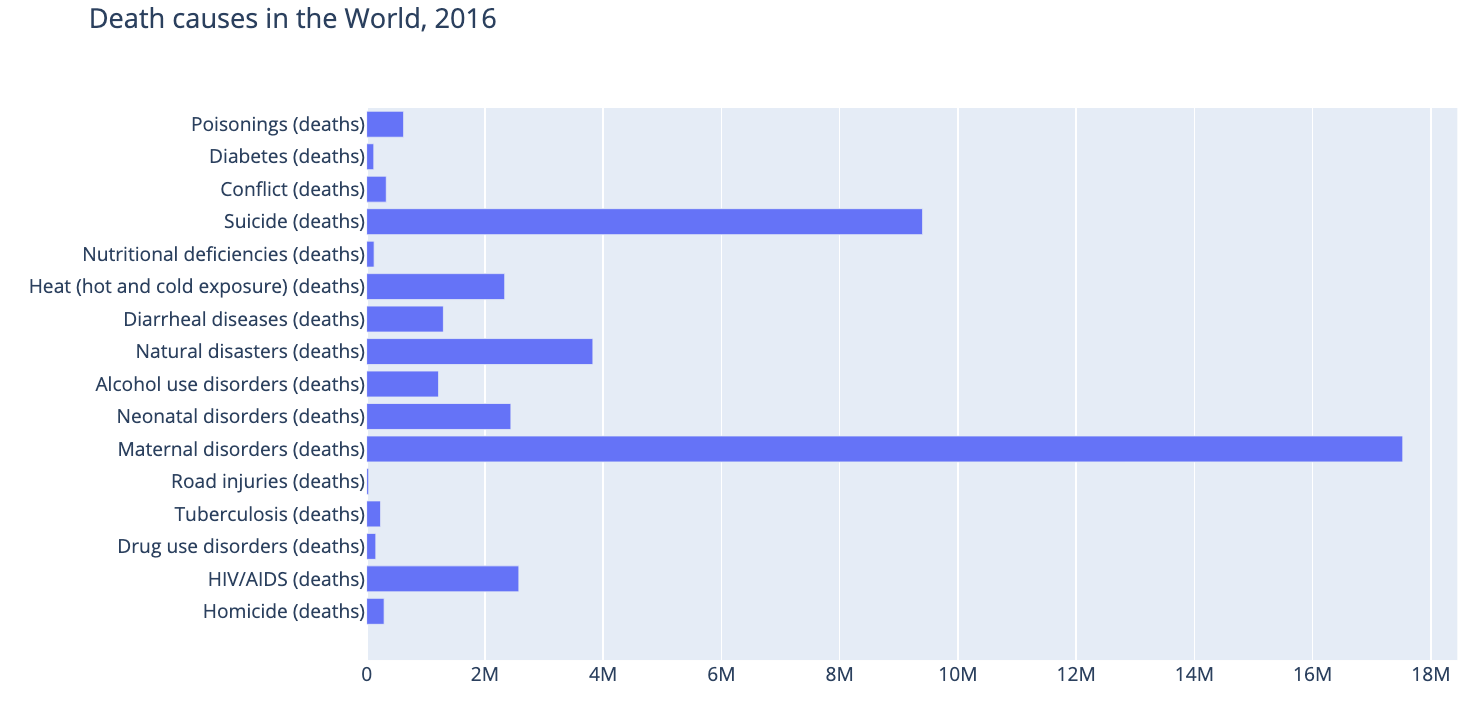 Death causes in the World, 2016
Poisonings (deaths)
Diabetes (deaths)
Conflict (deaths)
Suicide (deaths)
Nutritional deficiencies (deaths)
Heat (hot and cold exposure) (deaths)
Diarrheal diseases (deaths)
Natural disasters (deaths)
Alcohol use disorders (deaths)
Neonatal disorders (deaths)
Maternal disorders (deaths)
Road injuries (deaths)
Tuberculosis (deaths)
Drug use disorders (deaths)
HIV/AIDS (deaths)
Homicide (deaths)
0 2M 4M 6M 8M 10M 12M 14M 16M 18M